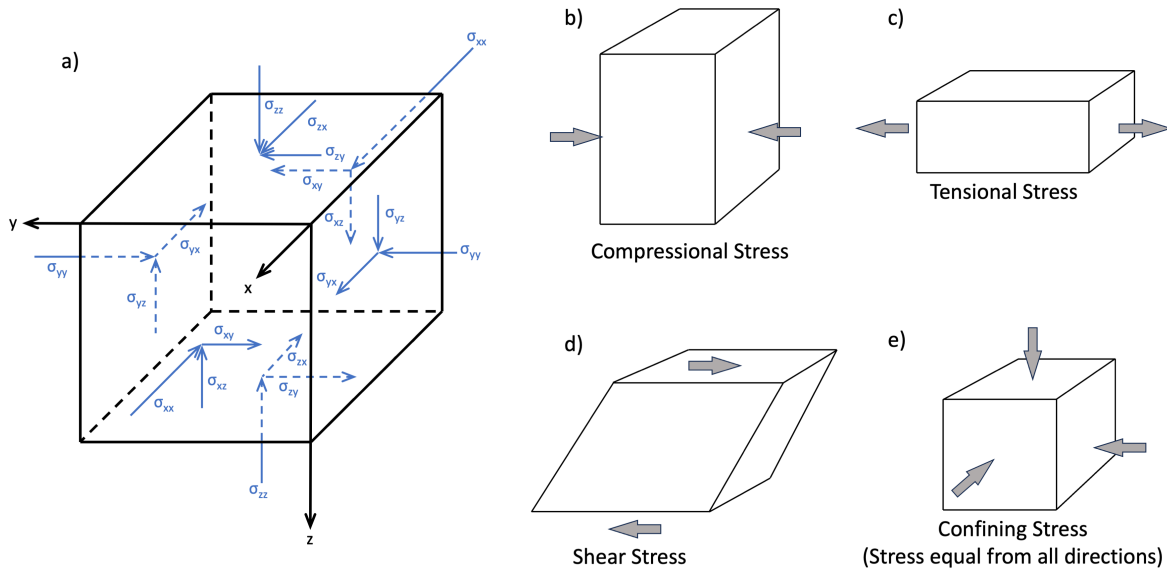 a)
σxx
σzz
σzx
σzy
σxy
σxz
σyz
σyy
σyx
y
x
σyx
σyy
σyz
σxy
σxz
σxx
σzx
σzy
σzz
z
b)
Compressional Stress
c)
Tensional Stress
d)
Shear Stress
e)
Confining Stress
(Stress equal from all directions)